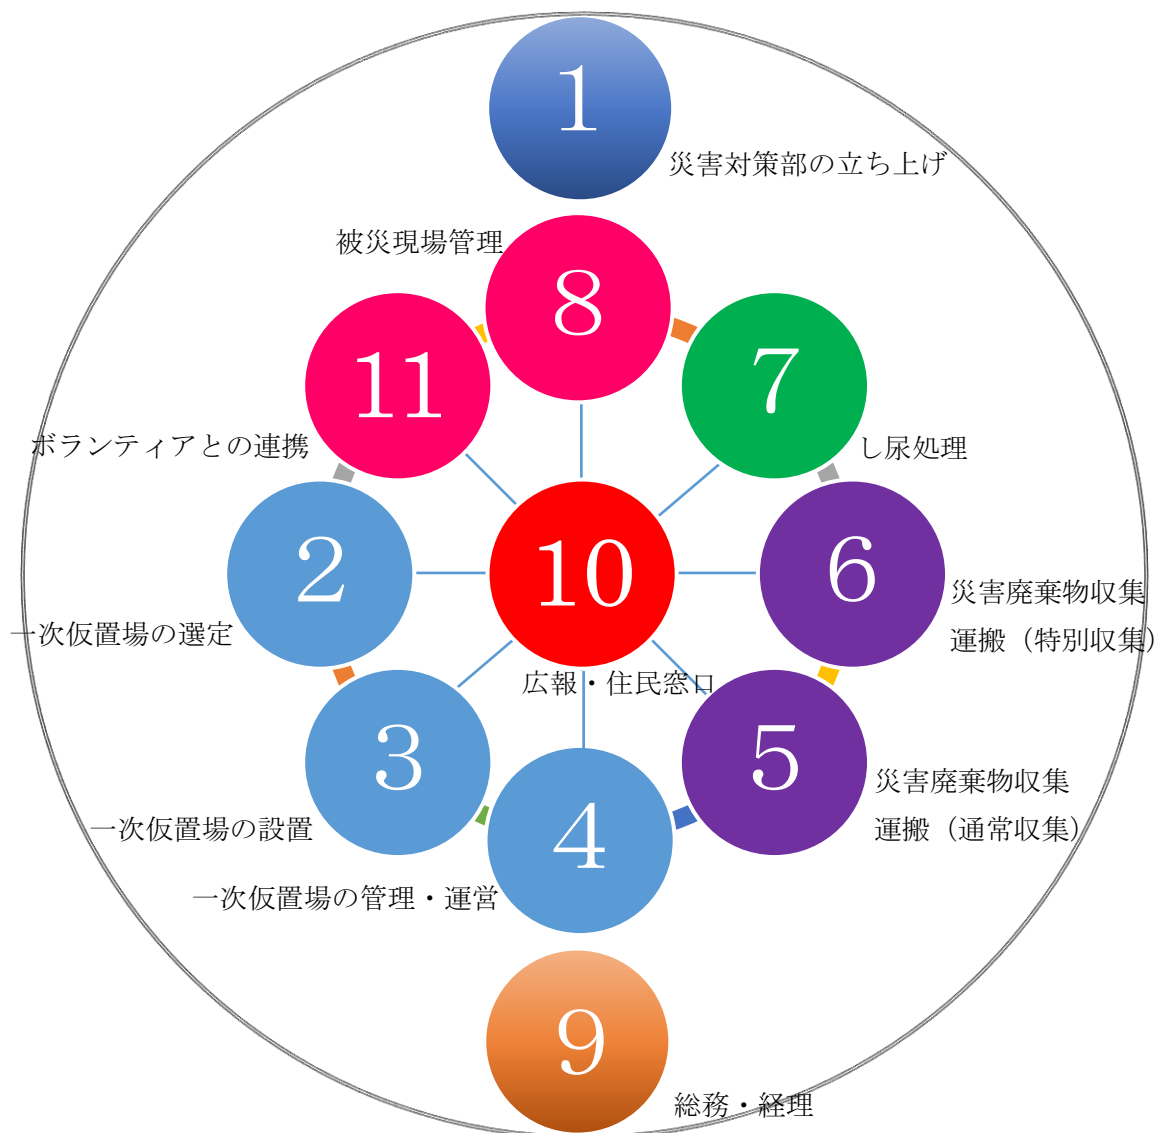 1
災害対策部の立ち上げ
被災現場管理
8
11
7
ボランティアとの連携
し尿処理
2
10
6
一次仮置場の選定
災害廃棄物収集
運搬（特別収集）
広報・住民窓口
3
5
一次仮置場の設置
災害廃棄物収集
運搬（通常収集）
4
一次仮置場の管理・運営
9
総務・経理